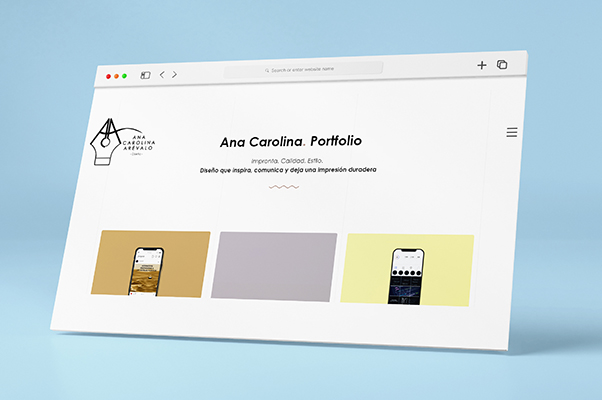 Search or enter website name
ANA
CAROLINA
ARÉVALO
Ana Carolina. Portfolio
Impronta. Calidad. Estilo.
Diseño que inspira, comunica y deja una impresión duradera